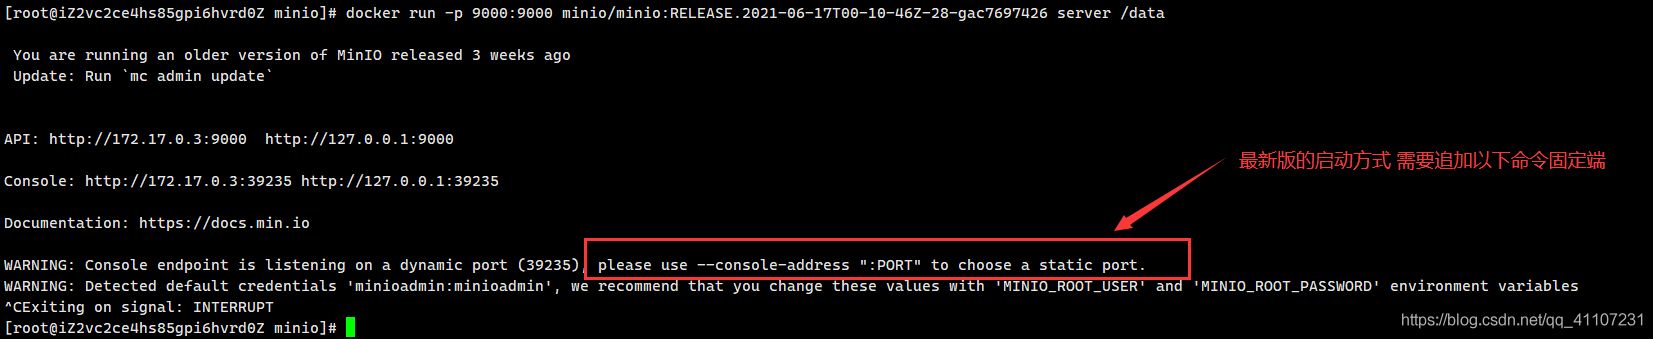 [root@iZ2vc2ce4hs85gpi6hvrd0Z minio]# docker run -p 9000:9000 minio/minio:RELEASE.2021-06-17T00-10-46Z-28-gac7697426 server /data
You are running an older version of MinIO released 3 weeks ago
Update: Run `mc admin update`
API: http://172.17.0.3:9000  http://127.0.0.1:9000
最新版的启动方式 需要追加以下命令固定端
Console: http://172.17.0.3:39235 http://127.0.0.1:39235
Documentation: https://docs.min.io
WARNING: Console endpoint is listening on a dynamic port (39235), please use --console-address ":PORT" to choose a static port.
WARNING: Detected default credentials 'minioadmin:minioadmin', we recommend that you change these values with 'MINIO_ROOT_USER' and 'MINIO_ROOT_PASSWORD' environment variables
^CExiting on signal: INTERRUPT
[root@iZ2vc2ce4hs85gpi6hvrd0Z minio]#
https://blog.csdn.net/qq_41107231